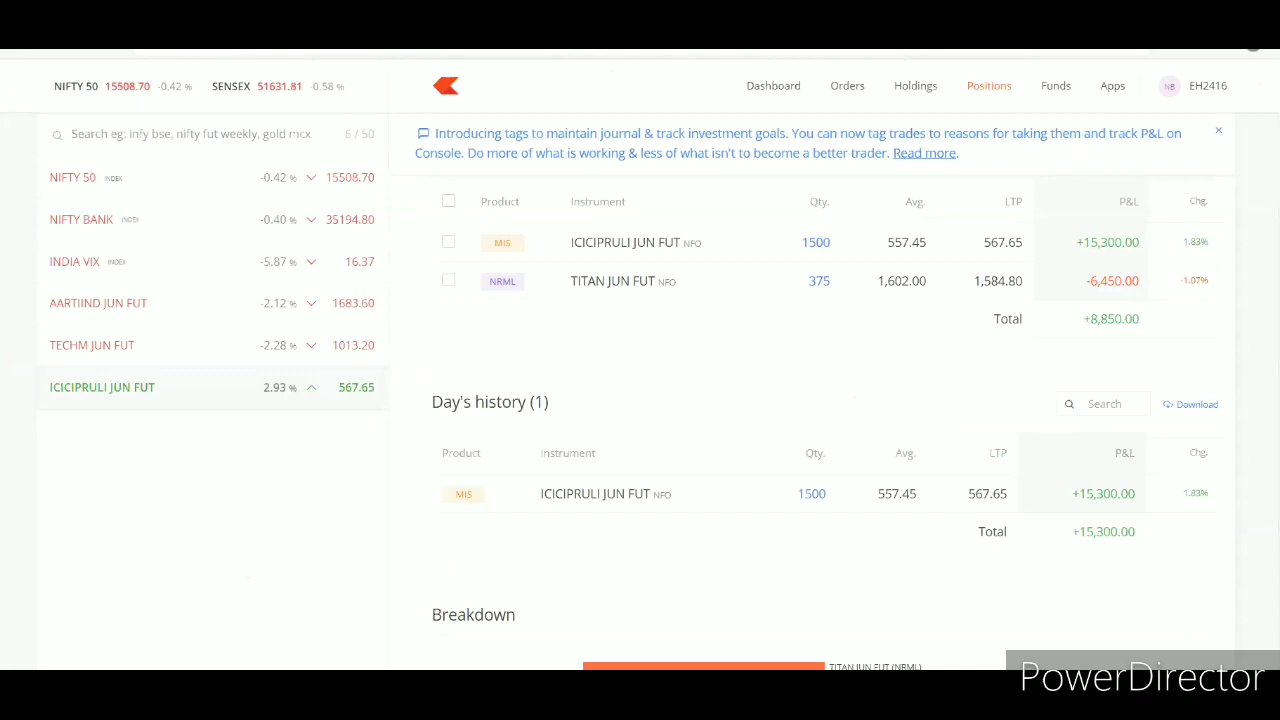 NIFTY 50 15508.70 -0.42 % SENSEX 51631.81 -0.58 %
Dashboard Orders Holdings Positions Funds Apps NB EH2416
Search eg: infy bse, nifty fut weekly, gold mcx 6 / 50
NIFTY 50 INDEX -0.42 % 15508.70
NIFTY BANK INDEX -0.40 % 35194.80
INDIA VIX INDEX -5.87 % 16.37
AARTIIND JUN FUT -2.12 % 1683.60
TECHM JUN FUT -2.28 % 1013.20
ICICIPRULI JUN FUT 2.93 % 567.65
Introducing tags to maintain journal & track investment goals. You can now tag trades to reasons for taking them and track P&L on
Console. Do more of what is working & less of what isn't to become a better trader. Read more.
Product Instrument Qty. Avg. LTP P&L Chg.
MIS ICICIPRULI JUN FUT NFO 1500 557.45 567.65 +15,300.00 1.83%
NRML TITAN JUN FUT NFO 375 1,602.00 1,584.80 -6,450.00 -1.07%
Total +8,850.00
Day's history (1) Search Download
Product Instrument Qty. Avg. LTP P&L Chg.
MIS ICICIPRULI JUN FUT NFO 1500 557.45 567.65 +15,300.00 1.83%
Total +15,300.00
Breakdown
TITAN JUN FUT (NRML)
PowerDirector